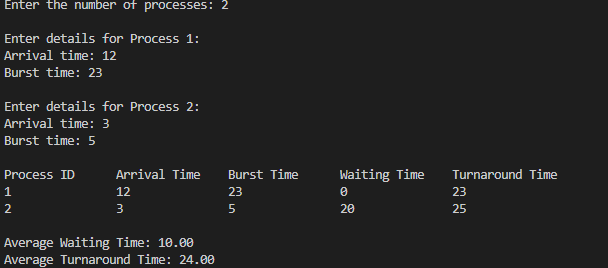 Enter the number of processes: 2
Enter details for Process 1:
Arrival time: 12
Burst time: 23
Enter details for Process 2:
Arrival time: 3
Burst time: 5
Process ID Arrival Time Burst Time Waiting Time Turnaround Time
1 12 23 0 23
2 3 5 20 25
Average Waiting Time: 10.00
Average Turnaround Time: 24.00